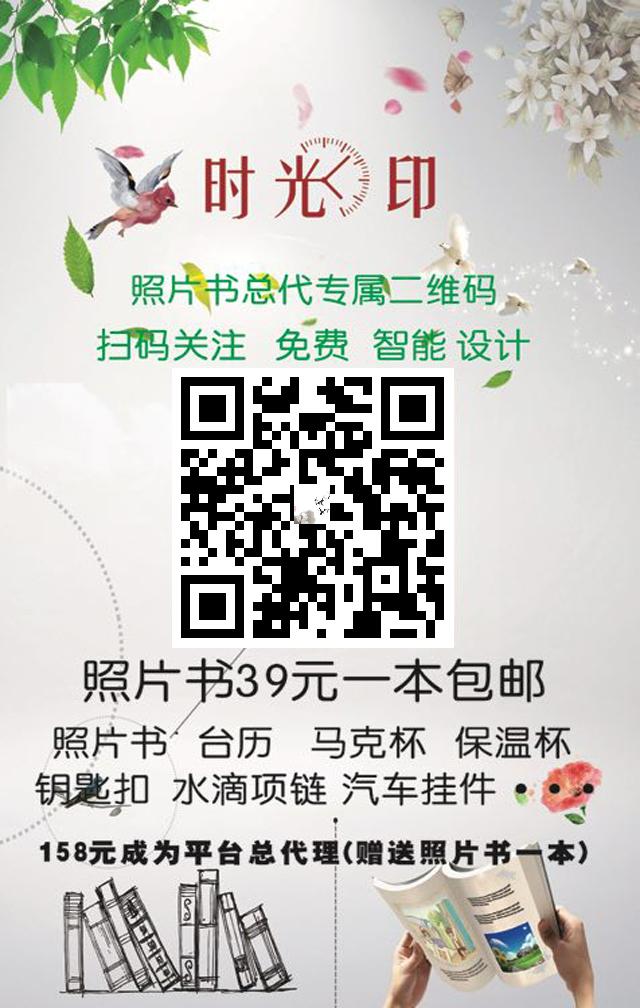 时光印
照片书总代专属二维码
扫码关注 免费 智能 设计
照片书39元一本包邮
照片书 台历 马克杯 保温杯
钥匙扣 水滴项链 汽车挂件
158元成为平台总代理(赠送照片书一本)